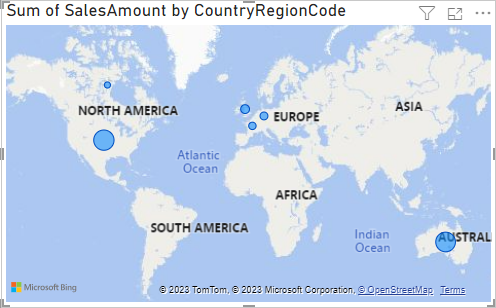 Sum of SalesAmount by CountryRegionCode
NORTH AMERICA
EUROPE
ASIA
Atlantic
Ocean
AFRICA
SOUTH AMERICA
Indian
Ocean
AUSTRAL
Microsoft Bing
© 2023 TomTom, © 2023 Microsoft Corporation, © OpenStreetMap Terms